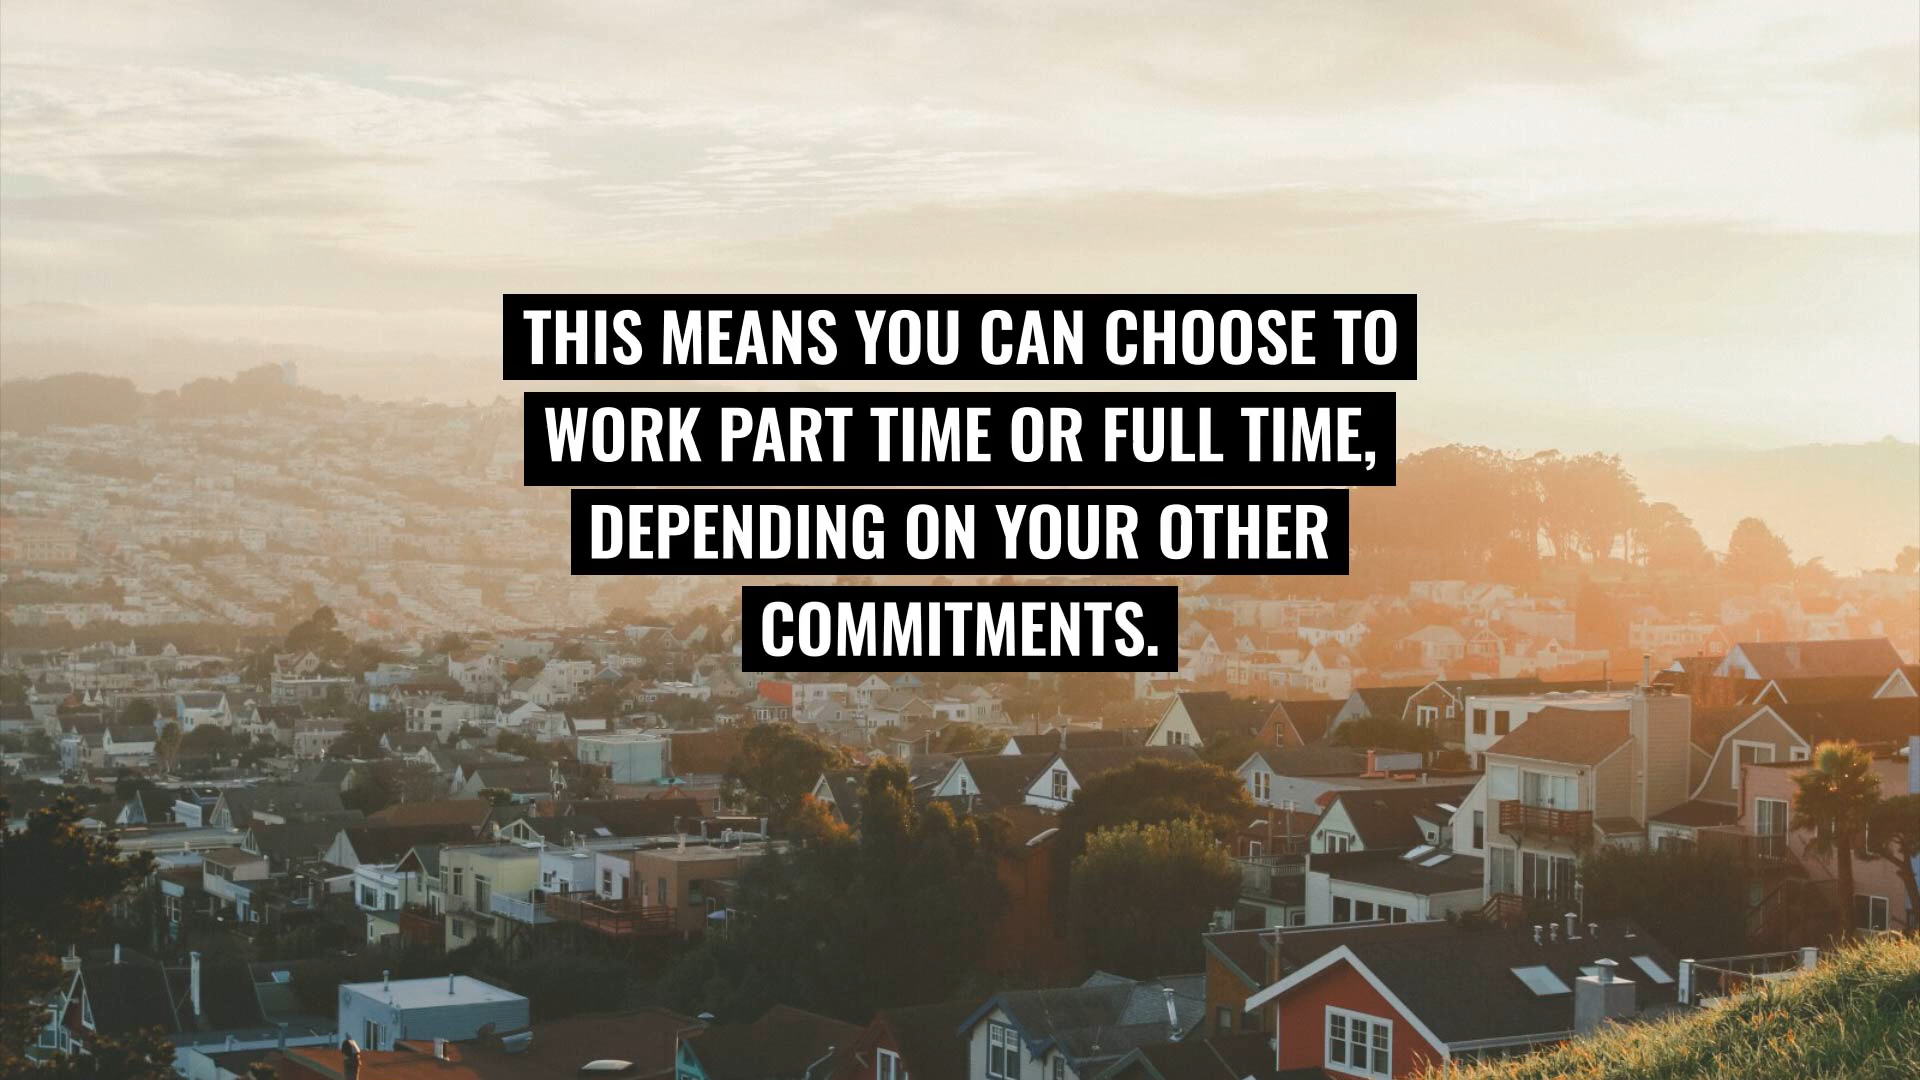 THIS MEANS YOU CAN CHOOSE TO
WORK PART TIME OR FULL TIME,
DEPENDING ON YOUR OTHER
COMMITMENTS.